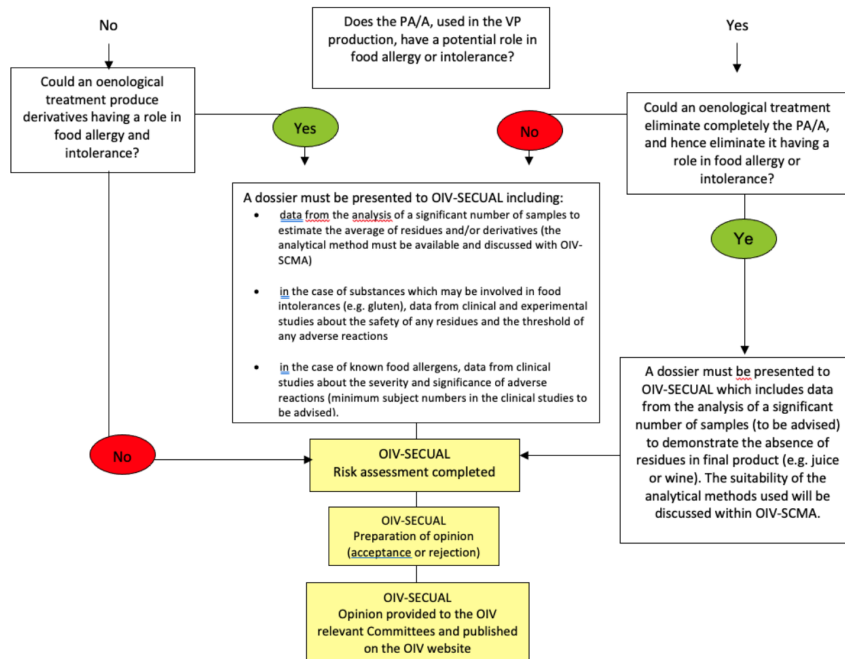 No
Does the PA/A, used in the VP
production, have a potential role in
food allergy or intolerance?
Yes
Could an oenological
treatment produce
derivatives having a role in
food allergy and
intolerance?
Yes
No
Could an oenological treatment
eliminate completely the PA/A,
and hence eliminate it having a
role in food allergy or
intolerance?
A dossier must be presented to OIV-SECUAL including:
• data from the analysis of a significant number of samples to
estimate the average of residues and/or derivatives (the
analytical method must be available and discussed with OIV-
SCMA)
• in the case of substances which may be involved in food
intolerances (e.g. gluten), data from clinical and experimental
studies about the safety of any residues and the threshold of
any adverse reactions
• in the case of known food allergens, data from clinical
studies about the severity and significance of adverse
reactions (minimum subject numbers in the clinical studies to
be advised).
Ye
A dossier must be presented to
OIV-SECUAL which includes data
from the analysis of a significant
number of samples (to be advised)
to demonstrate the absence of
residues in final product (e.g. juice
or wine). The suitability of the
analytical methods used will be
discussed within OIV-SCMA.
No
OIV-SECUAL
Risk assessment completed
OIV-SECUAL
Preparation of opinion
(acceptance or rejection)
OIV-SECUAL
Opinion provided to the OIV
relevant Committees and published
on the OIV website